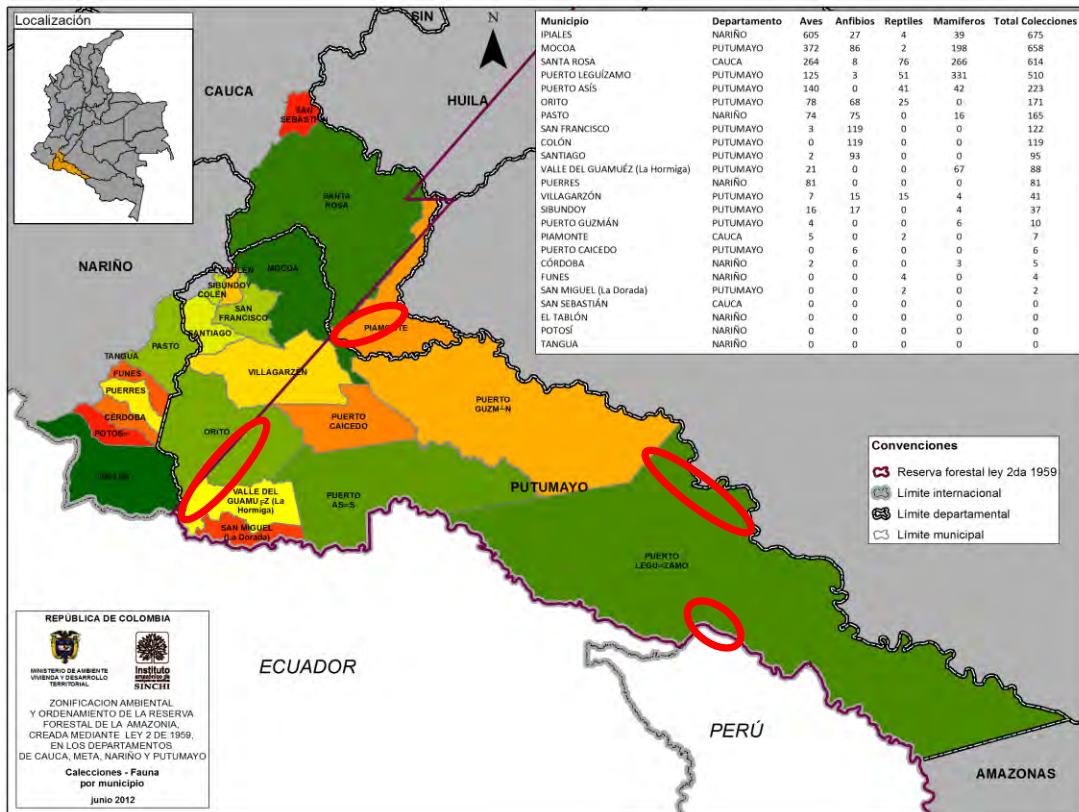 Localización
N
SIN
CAUCA
HUILA
NARIÑO
Municipio Departamento Aves Anfibios Reptiles Mamíferos Total Colecciones
IPIALES NARIÑO 605 27 4 39 675
MOCOA PUTUMAYO 372 86 2 198 658
SANTA ROSA CAUCA 264 8 76 266 614
PUERTO LEGUÍZAMO PUTUMAYO 125 3 51 331 510
PUERTO ASÍS PUTUMAYO 140 0 41 42 223
ORITO PUTUMAYO 78 68 25 0 171
PASTO NARIÑO 74 75 0 16 165
SAN FRANCISCO PUTUMAYO 3 119 0 0 122
COLÓN PUTUMAYO 0 119 0 0 119
SANTIAGO PUTUMAYO 2 93 0 0 95
VALLE DEL GUAMUÉZ (La Hormiga) PUTUMAYO 21 0 0 67 88
PUERRES NARIÑO 81 0 0 0 81
VILLAGARZÓN PUTUMAYO 7 15 15 4 41
SIBUNDOY PUTUMAYO 16 17 0 4 37
PUERTO GUZMÁN PUTUMAYO 4 0 0 6 10
PIAMONTE CAUCA 5 0 2 0 7
PUERTO CAICEDO PUTUMAYO 0 6 0 0 6
CÓRDOBA NARIÑO 2 0 0 3 5
FUNES NARIÑO 0 0 4 0 4
SAN MIGUEL (La Dorada) PUTUMAYO 0 0 2 0 2
SAN SEBASTIÁN CAUCA 0 0 0 0 0
EL TABLÓN NARIÑO 0 0 0 0 0
POTOSÍ NARIÑO 0 0 0 0 0
TANGUA NARIÑO 0 0 0 0 0
SAN
SANTA
ROSA
MOCOA
SIBUNDOY
SAN
FRANCISCO
SANTIAGO
PIAMONTE
PASTO
TANGUA
FUNES
PUERRES
CÓRDOBA
VILLAGARZÉN
PUERTO
PUERTO
CAICEDO
ORITO
VALLE DEL
(La
Hormiga)
PUERTO
SAN MIGUEL
(La Dorada)
PUTUMAYO
PUERTO
ECUADOR
PERÚ
AMAZONAS
Convenciones
Reserva forestal ley 2da 1959
Límite internacional
Límite departamental
Límite municipal
REPÚBLICA DE COLOMBIA
MINISTERIO DE AMBIENTE
VIVIENDA Y DESARROLLO
TERRITORIAL
Instituto
amazónico de
investigaciones científicas
SINCHI
ZONIFICACION AMBIENTAL
Y ORDENAMIENTO DE LA RESERVA
FORESTAL DE LA AMAZONIA,
CREADA MEDIANTE LEY 2 DE 1959,
EN LOS DEPARTAMENTOS
DE CAUCA, META, NARIÑO Y PUTUMAYO
Calecciones - Fauna
por municipio
junio 2012